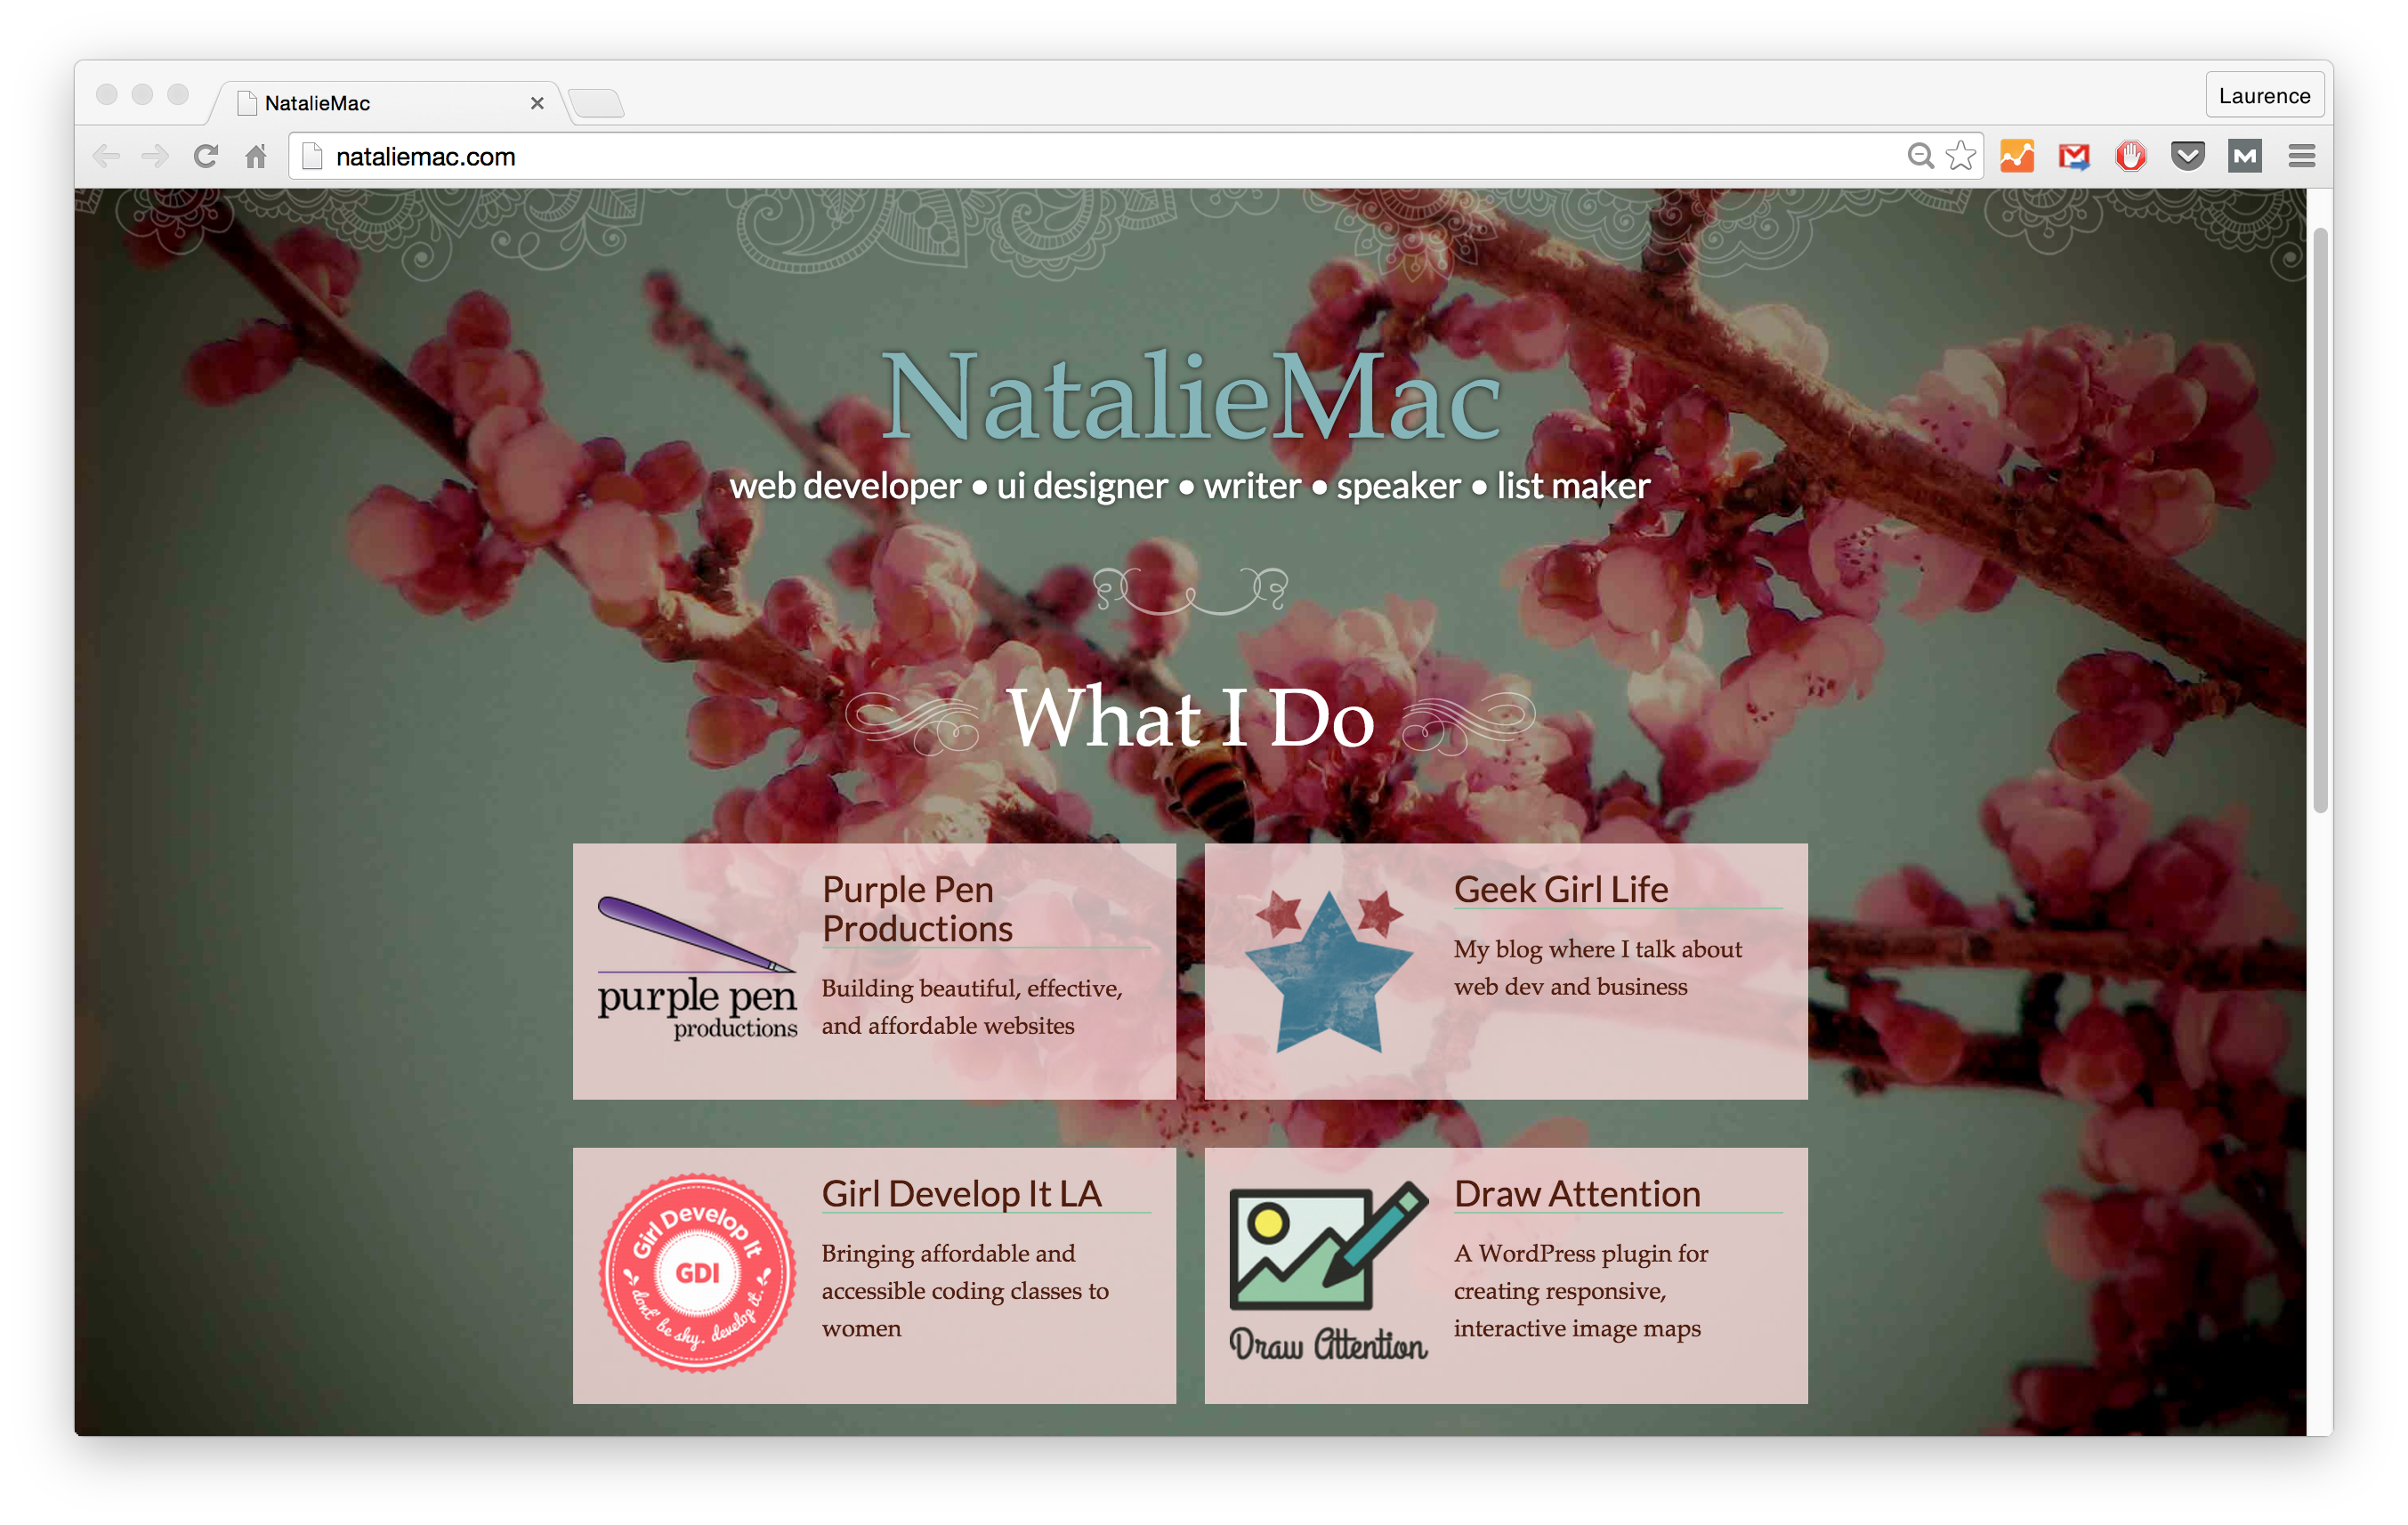 NatalieMac
Laurence
nataliemac.com
NatalieMac
web developer • ui designer • writer • speaker • list maker
What I Do
purple pen
productions
Purple Pen
Productions
Building beautiful, effective,
and affordable websites
Geek Girl Life
My blog where I talk about
web dev and business
Girl Develop It
GDI
don't be shy. develop it.
Girl Develop It LA
Bringing affordable and
accessible coding classes to
women
Draw Attention
Draw Attention
A WordPress plugin for
creating responsive,
interactive image maps